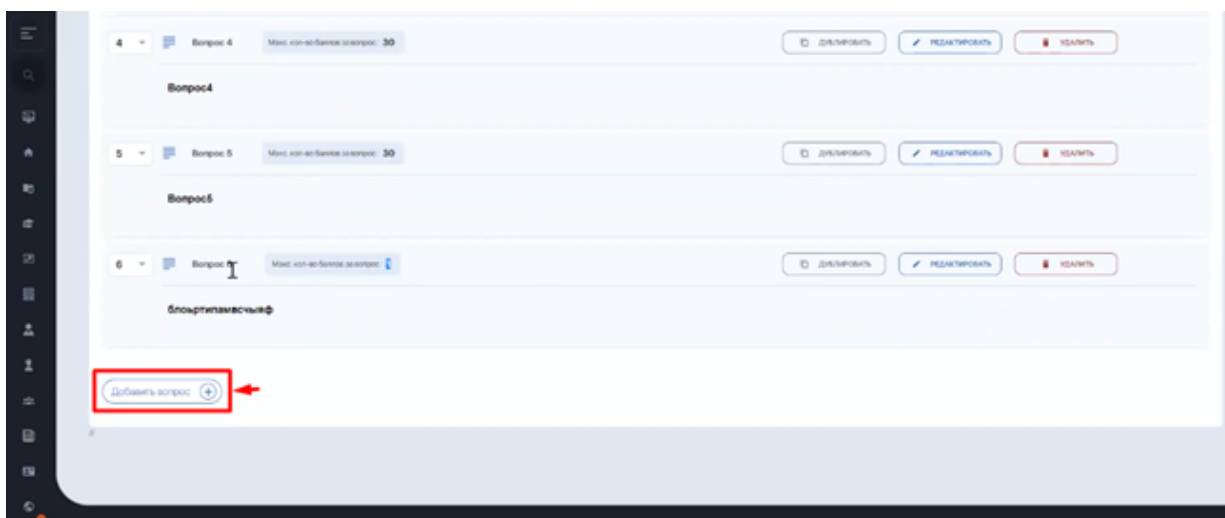 4 Вопрос 4 Макс. кол-во баллов за вопрос: 30 ДУБЛИРОВАТЬ РЕДАКТИРОВАТЬ УДАЛИТЬ
Вопрос4
5 Вопрос 5 Макс. кол-во баллов за вопрос: 30 ДУБЛИРОВАТЬ РЕДАКТИРОВАТЬ УДАЛИТЬ
Вопрос5
6 Вопрос Макс. кол-во баллов за вопрос: ДУБЛИРОВАТЬ РЕДАКТИРОВАТЬ УДАЛИТЬ
блоьртипамвсчыяф
Добавить вопрос